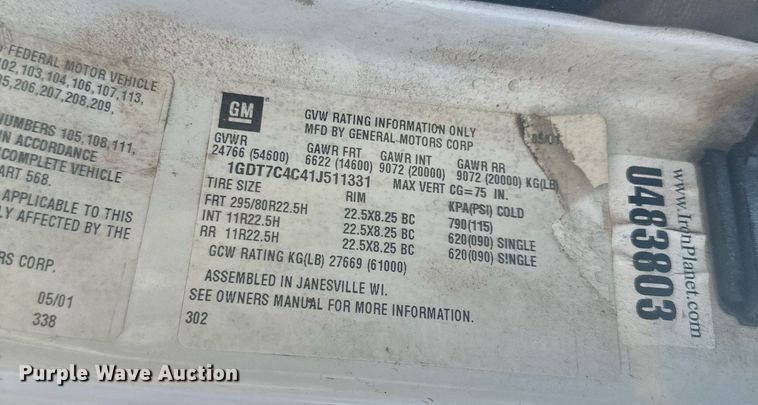 FEDERAL MOTOR VEHICLE
102, 103, 104, 106, 107, 113,
205, 206, 207, 208, 209,
NUMBERS 105, 108, 111,
IN ACCORDANCE
COMPLETE VEHICLE
PART 568.
APPLICABLE TO THIS
AFFECTED BY THE
CORP.
05/01
338
GM
GVW RATING INFORMATION ONLY
MFD BY GENERAL MOTORS CORP
05/01
GVWR GAWR FRT GAWR INT GAWR RR
24766 (54600) 6622 (14600) 9072 (20000) 9072 (20000) KG(LB)
1GDT7C4C41J511331 MAX VERT CG=75 IN.
TIRE SIZE RIM KPA(PSI) COLD
FRT 295/80R22.5H 22.5X8.25 BC 790(115)
INT 11R22.5H 22.5X8.25 BC 620(090) SINGLE
RR 11R22.5H 22.5X8.25 BC 620(090) SINGLE
GCW RATING KG(LB) 27669 (61000)
ASSEMBLED IN JANESVILLE WI.
SEE OWNERS MANUAL FOR MORE INFORMATION.
302
www.IronPlanet.com
U483803
Purple Wave Auction